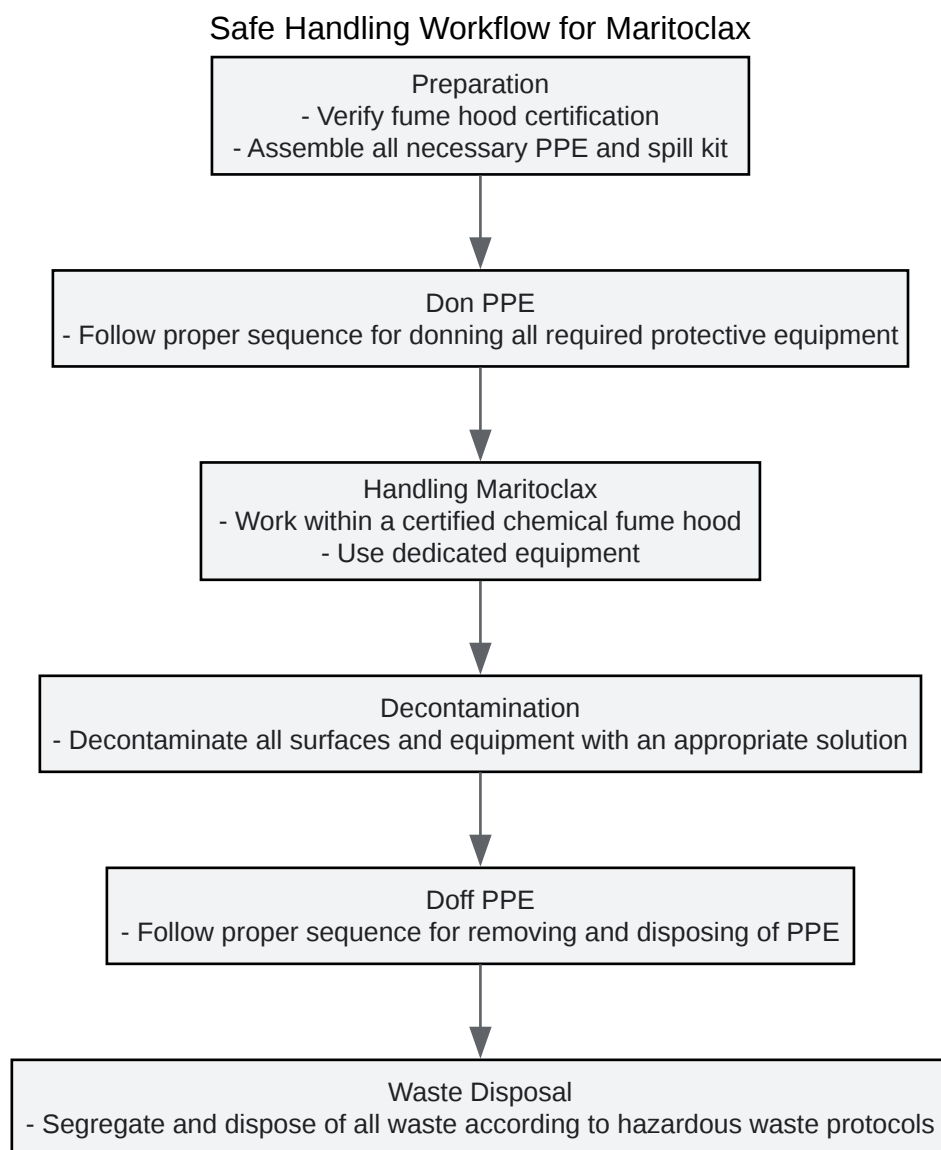 Safe Handling Workflow for Maritoclax
Preparation
- Verify fume hood certification
- Assemble all necessary PPE and spill kit
Don PPE
- Follow proper sequence for donning all required protective equipment
Handling Maritoclax
- Work within a certified chemical fume hood
- Use dedicated equipment
Decontamination
- Decontaminate all surfaces and equipment with an appropriate solution
Doff PPE
- Follow proper sequence for removing and disposing of PPE
Waste Disposal
- Segregate and dispose of all waste according to hazardous waste protocols